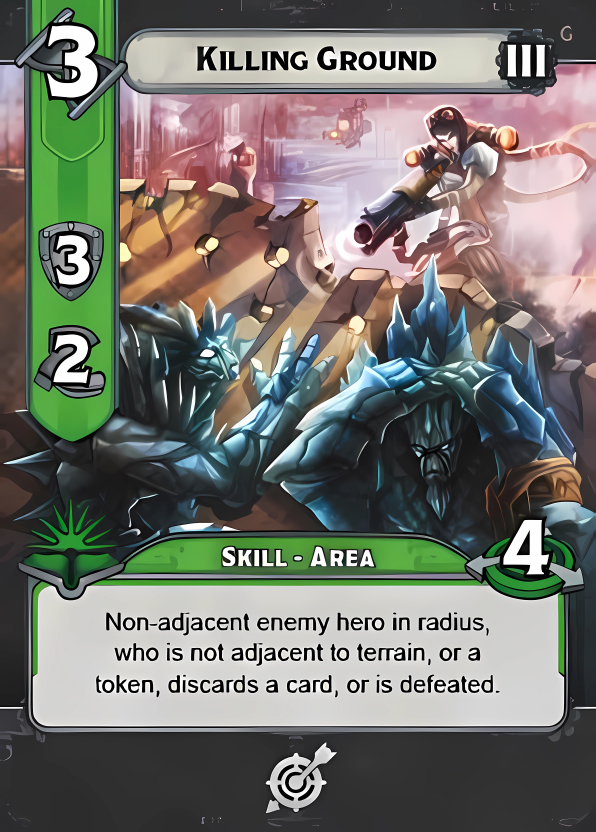 3
KILLING GROUND
III
G
3
2
SKILL - AREA
4
Non-adjacent enemy hero in radius,
who is not adjacent to terrain, or a
token, discards a card, or is defeated.